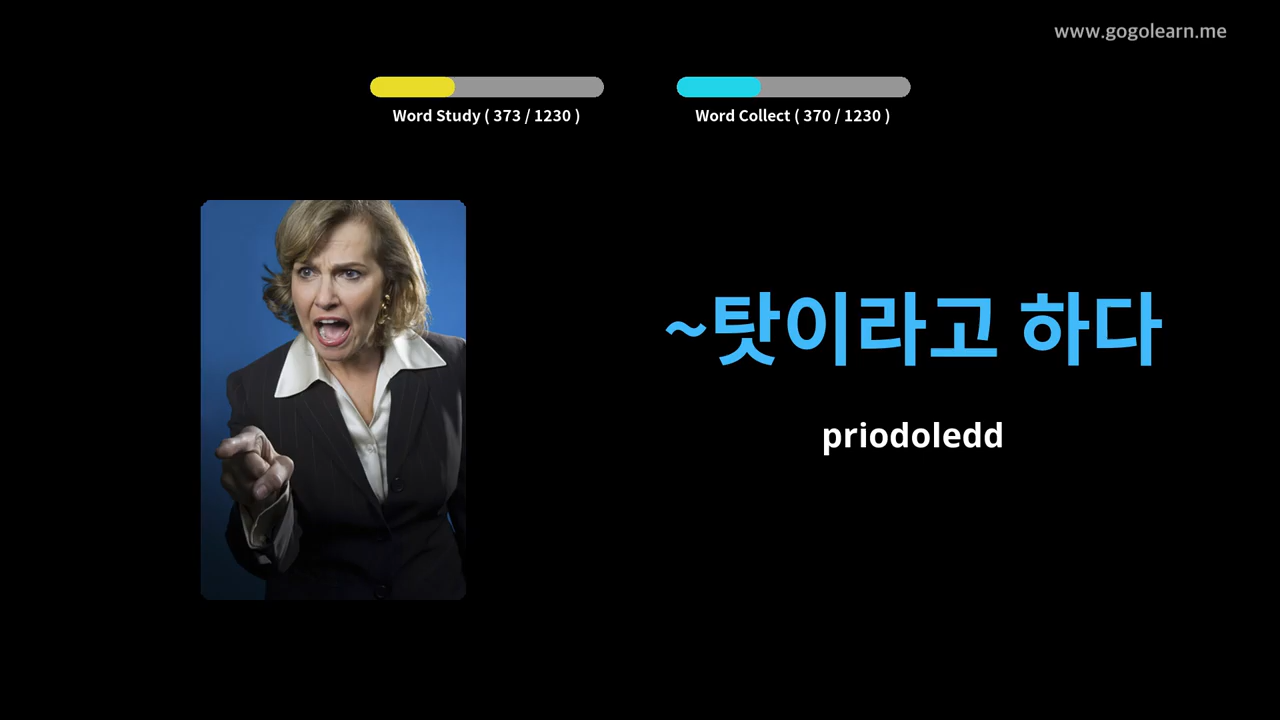 www.gogolearn.me
Word Study ( 373 / 1230 )
Word Collect ( 370 / 1230 )
~탓이라고 하다
priodoledd